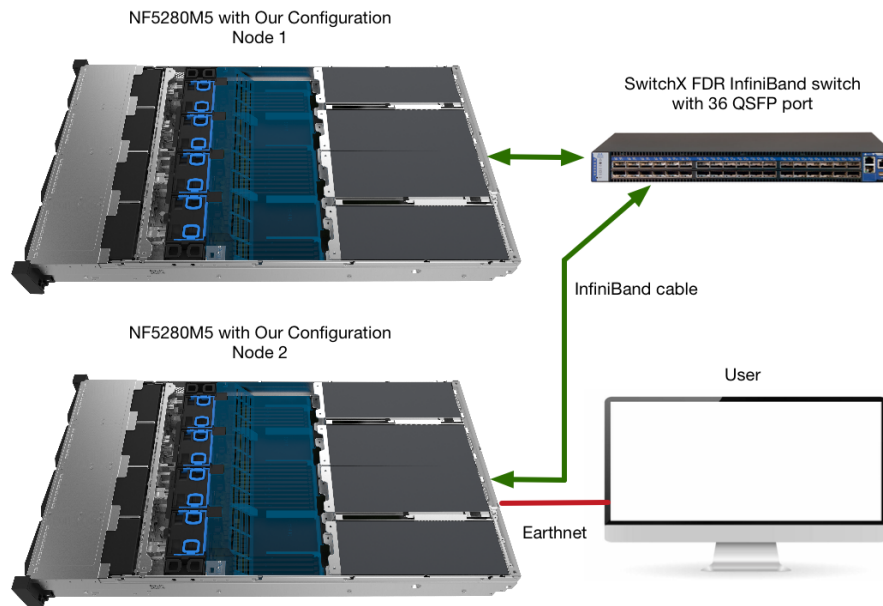 NF5280M5 with Our Configuration
Node 1
SwitchX FDR InfiniBand switch
with 36 QSFP port
InfiniBand cable
NF5280M5 with Our Configuration
Node 2
User
Earthnet